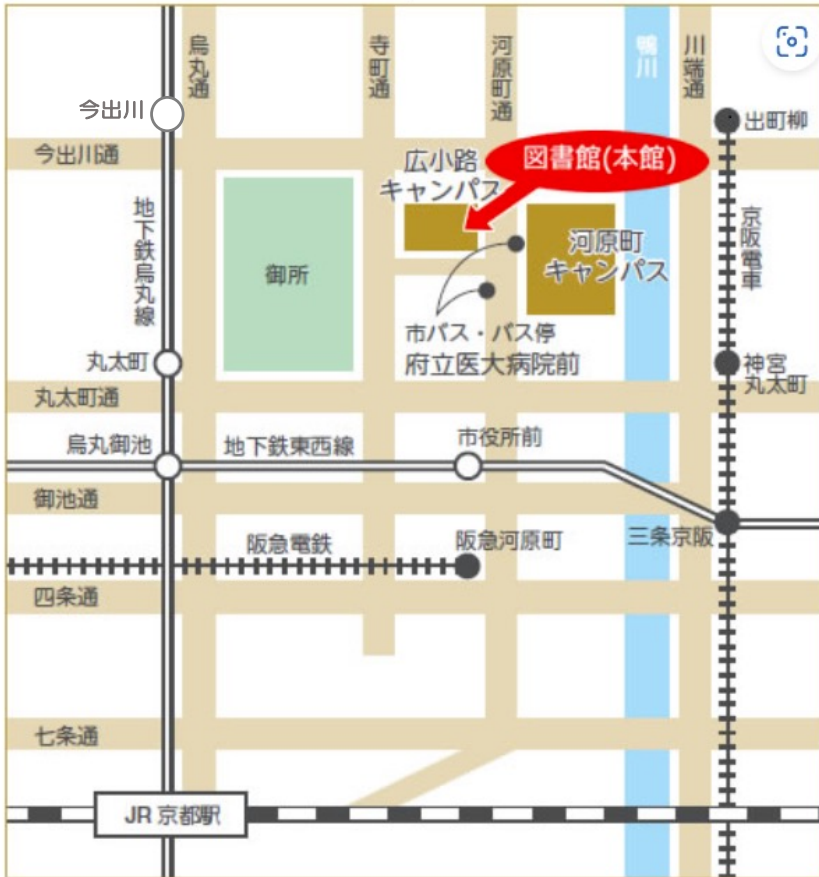 烏丸通
寺町通
河原町通
鴨川
川端通
今出川
出町柳
今出川通
広小路
キャンパス
図書館(本館)
地下鉄烏丸線
御所
河原町
キャンパス
京阪電車
市バス・バス停
府立医大病院前
丸太町
神宮
丸太町
丸太町通
烏丸御池
地下鉄東西線
市役所前
御池通
三条京阪
阪急電鉄
阪急河原町
四条通
七条通
JR 京都駅